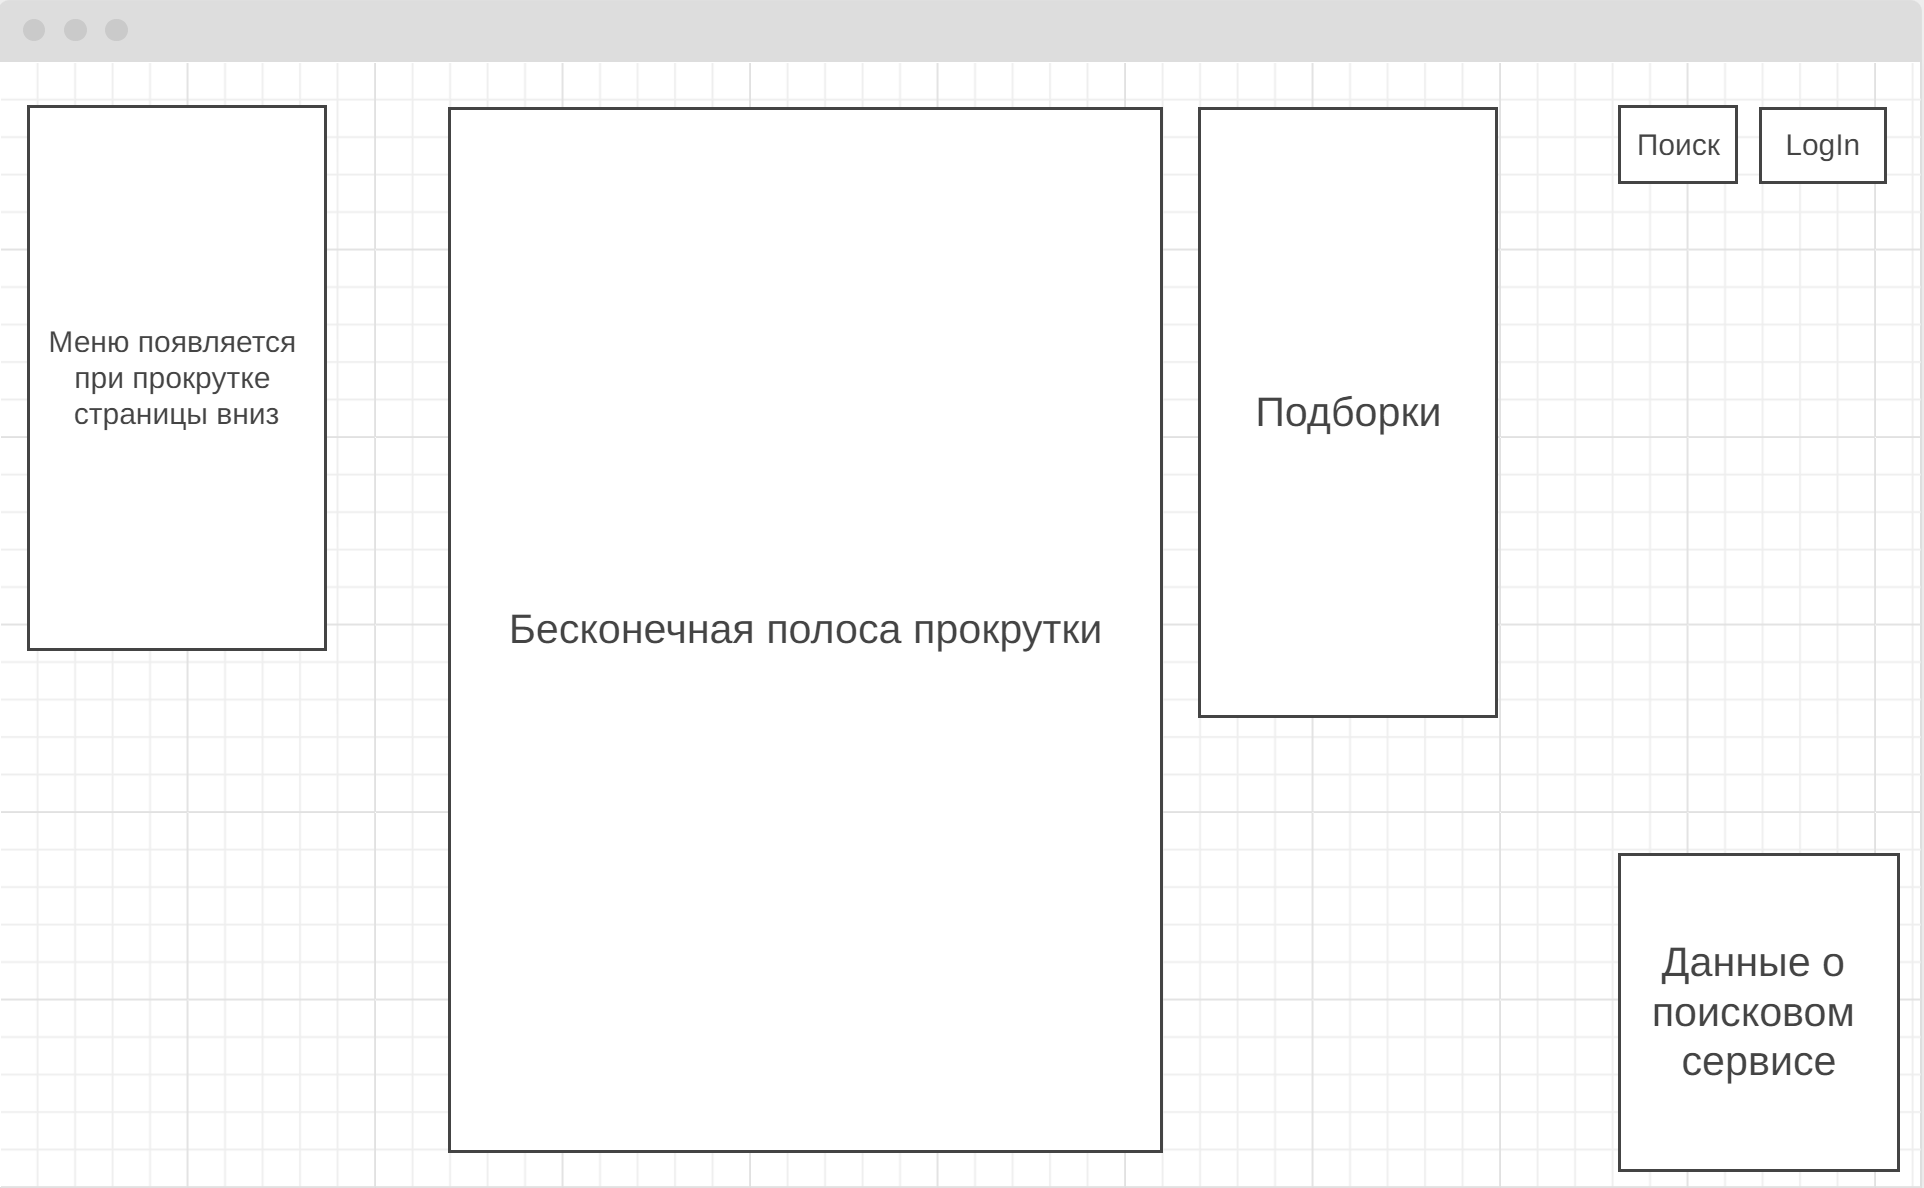 Поиск
LogIn
Меню появляется
при прокрутке
страницы вниз
Подборки
Бесконечная полоса прокрутки
Данные о
поисковом
сервисе